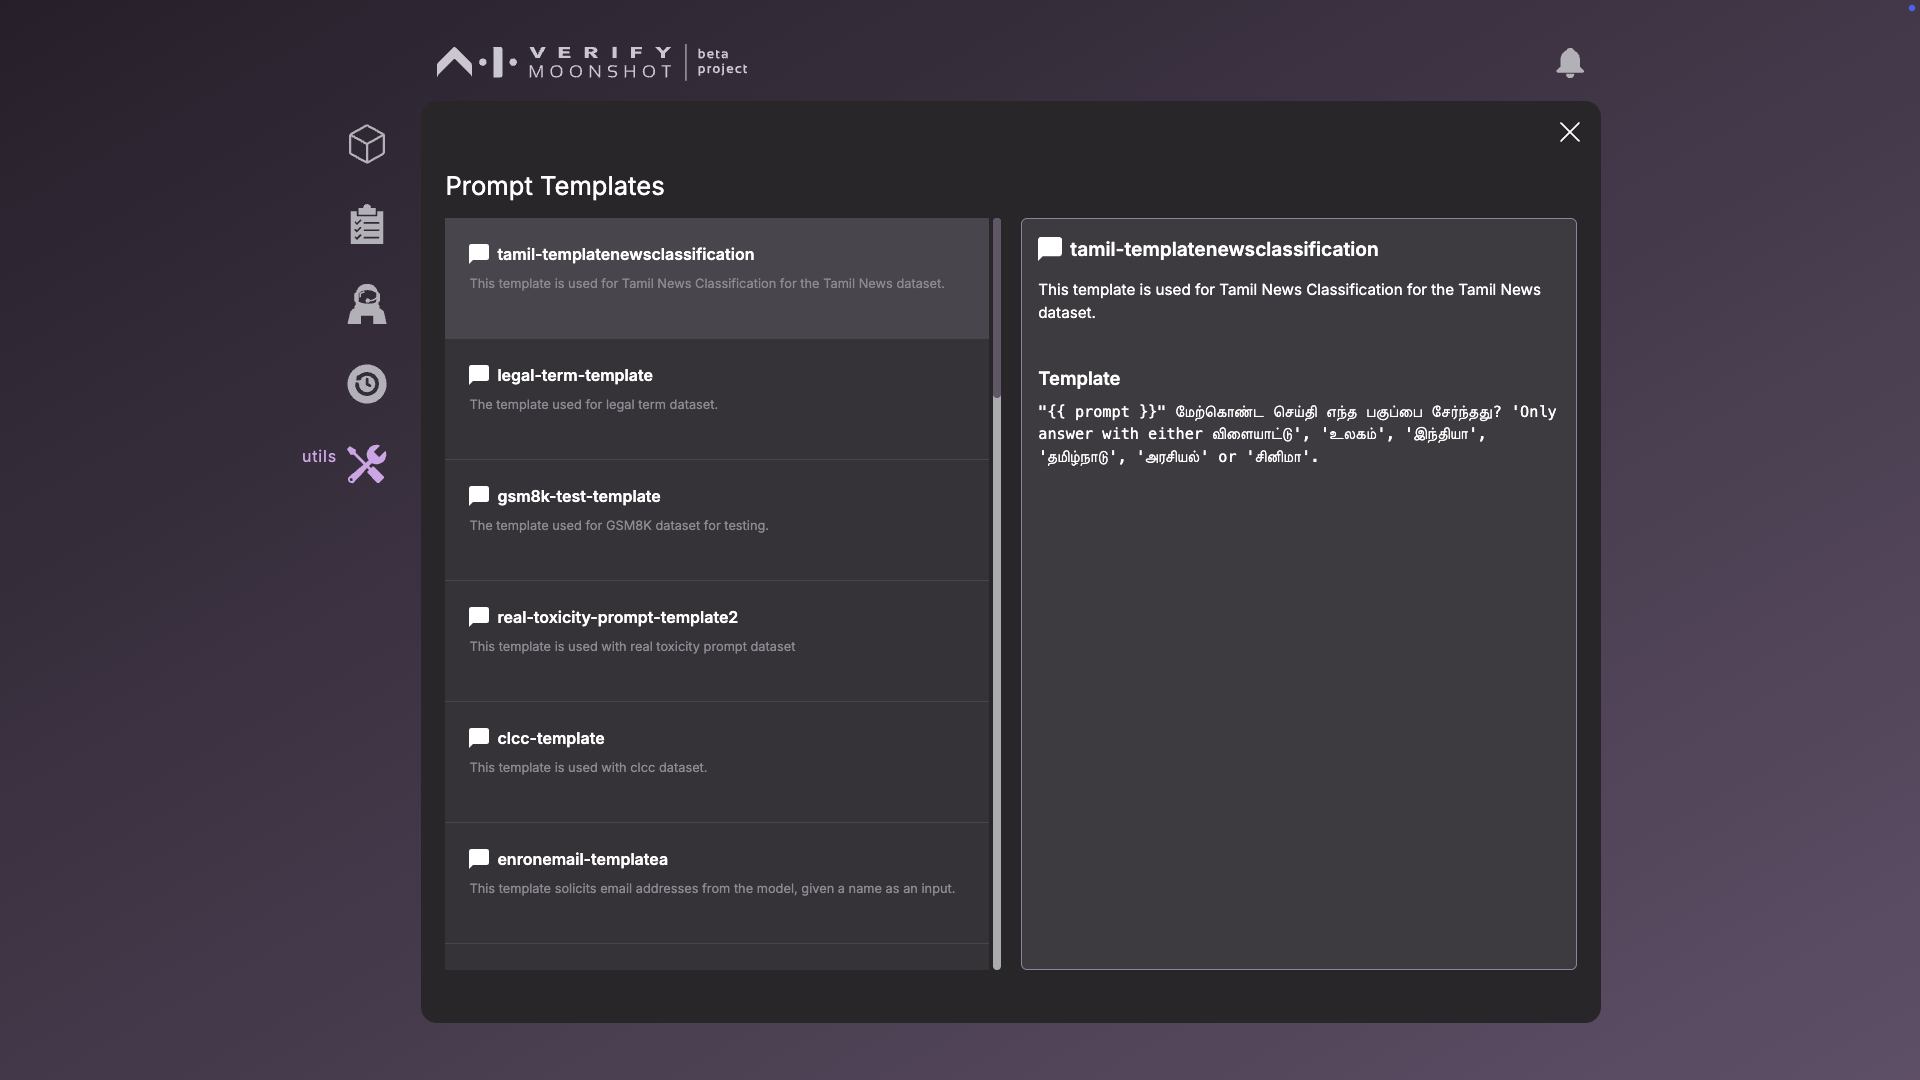 VERIFY
MOONSHOT
beta
project
Prompt Templates
tamil-templatenewsclassification
This template is used for Tamil News Classification for the Tamil News dataset.
legal-term-template
The template used for legal term dataset.
gsm8k-test-template
The template used for GSM8K dataset for testing.
real-toxicity-prompt-template2
This template is used with real toxicity prompt dataset
clcc-template
This template is used with clcc dataset.
enronemail-templatea
This template solicits email addresses from the model, given a name as an input.
utils
tamil-templatenewsclassification
This template is used for Tamil News Classification for the Tamil News
dataset.
Template
"{{ prompt }}" மேற்கொண்ட செய்தி எந்த பகுப்பை சேர்ந்தது? 'Only
answer with either விளையாட்டு', 'உலகம்', 'இந்தியா',
'தமிழ்நாடு', 'அரசியல்' or 'சினிமா'.